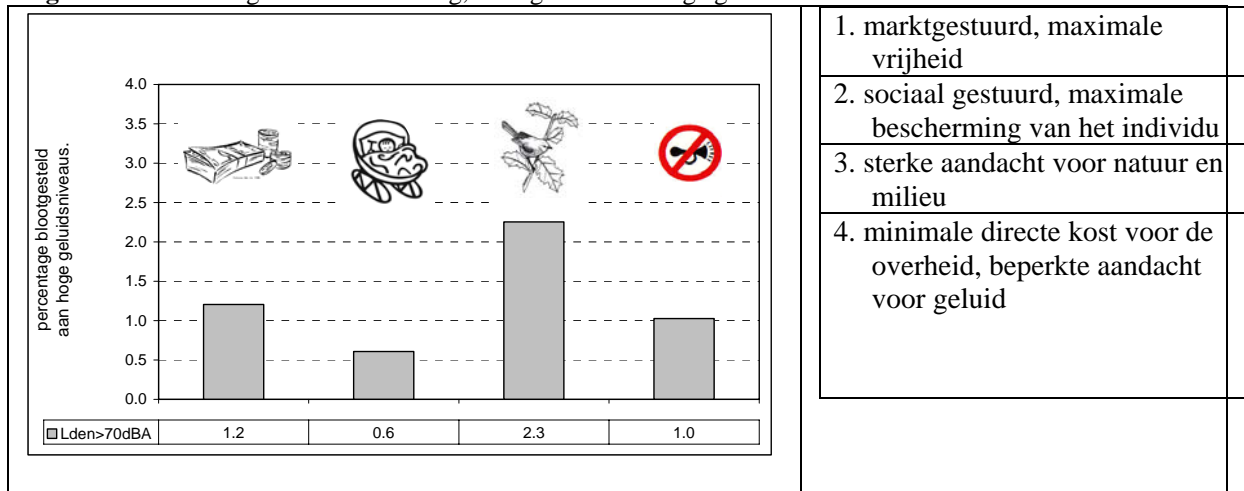 percentage blootgesteld
aan hoge geluidsniveaus.
4.0
3.5
3.0
2.5
2.0
1.5
1.0
0.5
0.0
Lden>70dBA 1.2 0.6 2.3 1.0
1. marktgestuurd, maximale
vrijheid
2. sociaal gestuurd, maximale
bescherming van het individu
3. sterke aandacht voor natuur en
milieu
4. minimale directe kost voor de
overheid, beperkte aandacht
voor geluid